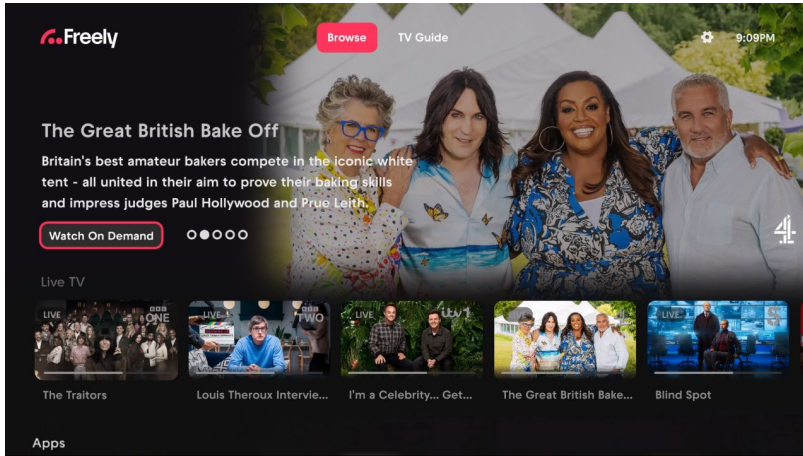 Freely
Browse
TV Guide
9:09PM
The Great British Bake Off
Britain's best amateur bakers compete in the iconic white
tent - all united in their aim to prove their baking skills
and impress judges Paul Hollywood and Prue Leith.
Watch On Demand
4
Live TV
LIVE
BBC ONE
LIVE
BBC TWO
LIVE
itv1
LIVE
5
The Traitors
Louis Theroux Intervie...
I'm a Celebrity... Get...
The Great British Bake...
Blind Spot
Apps